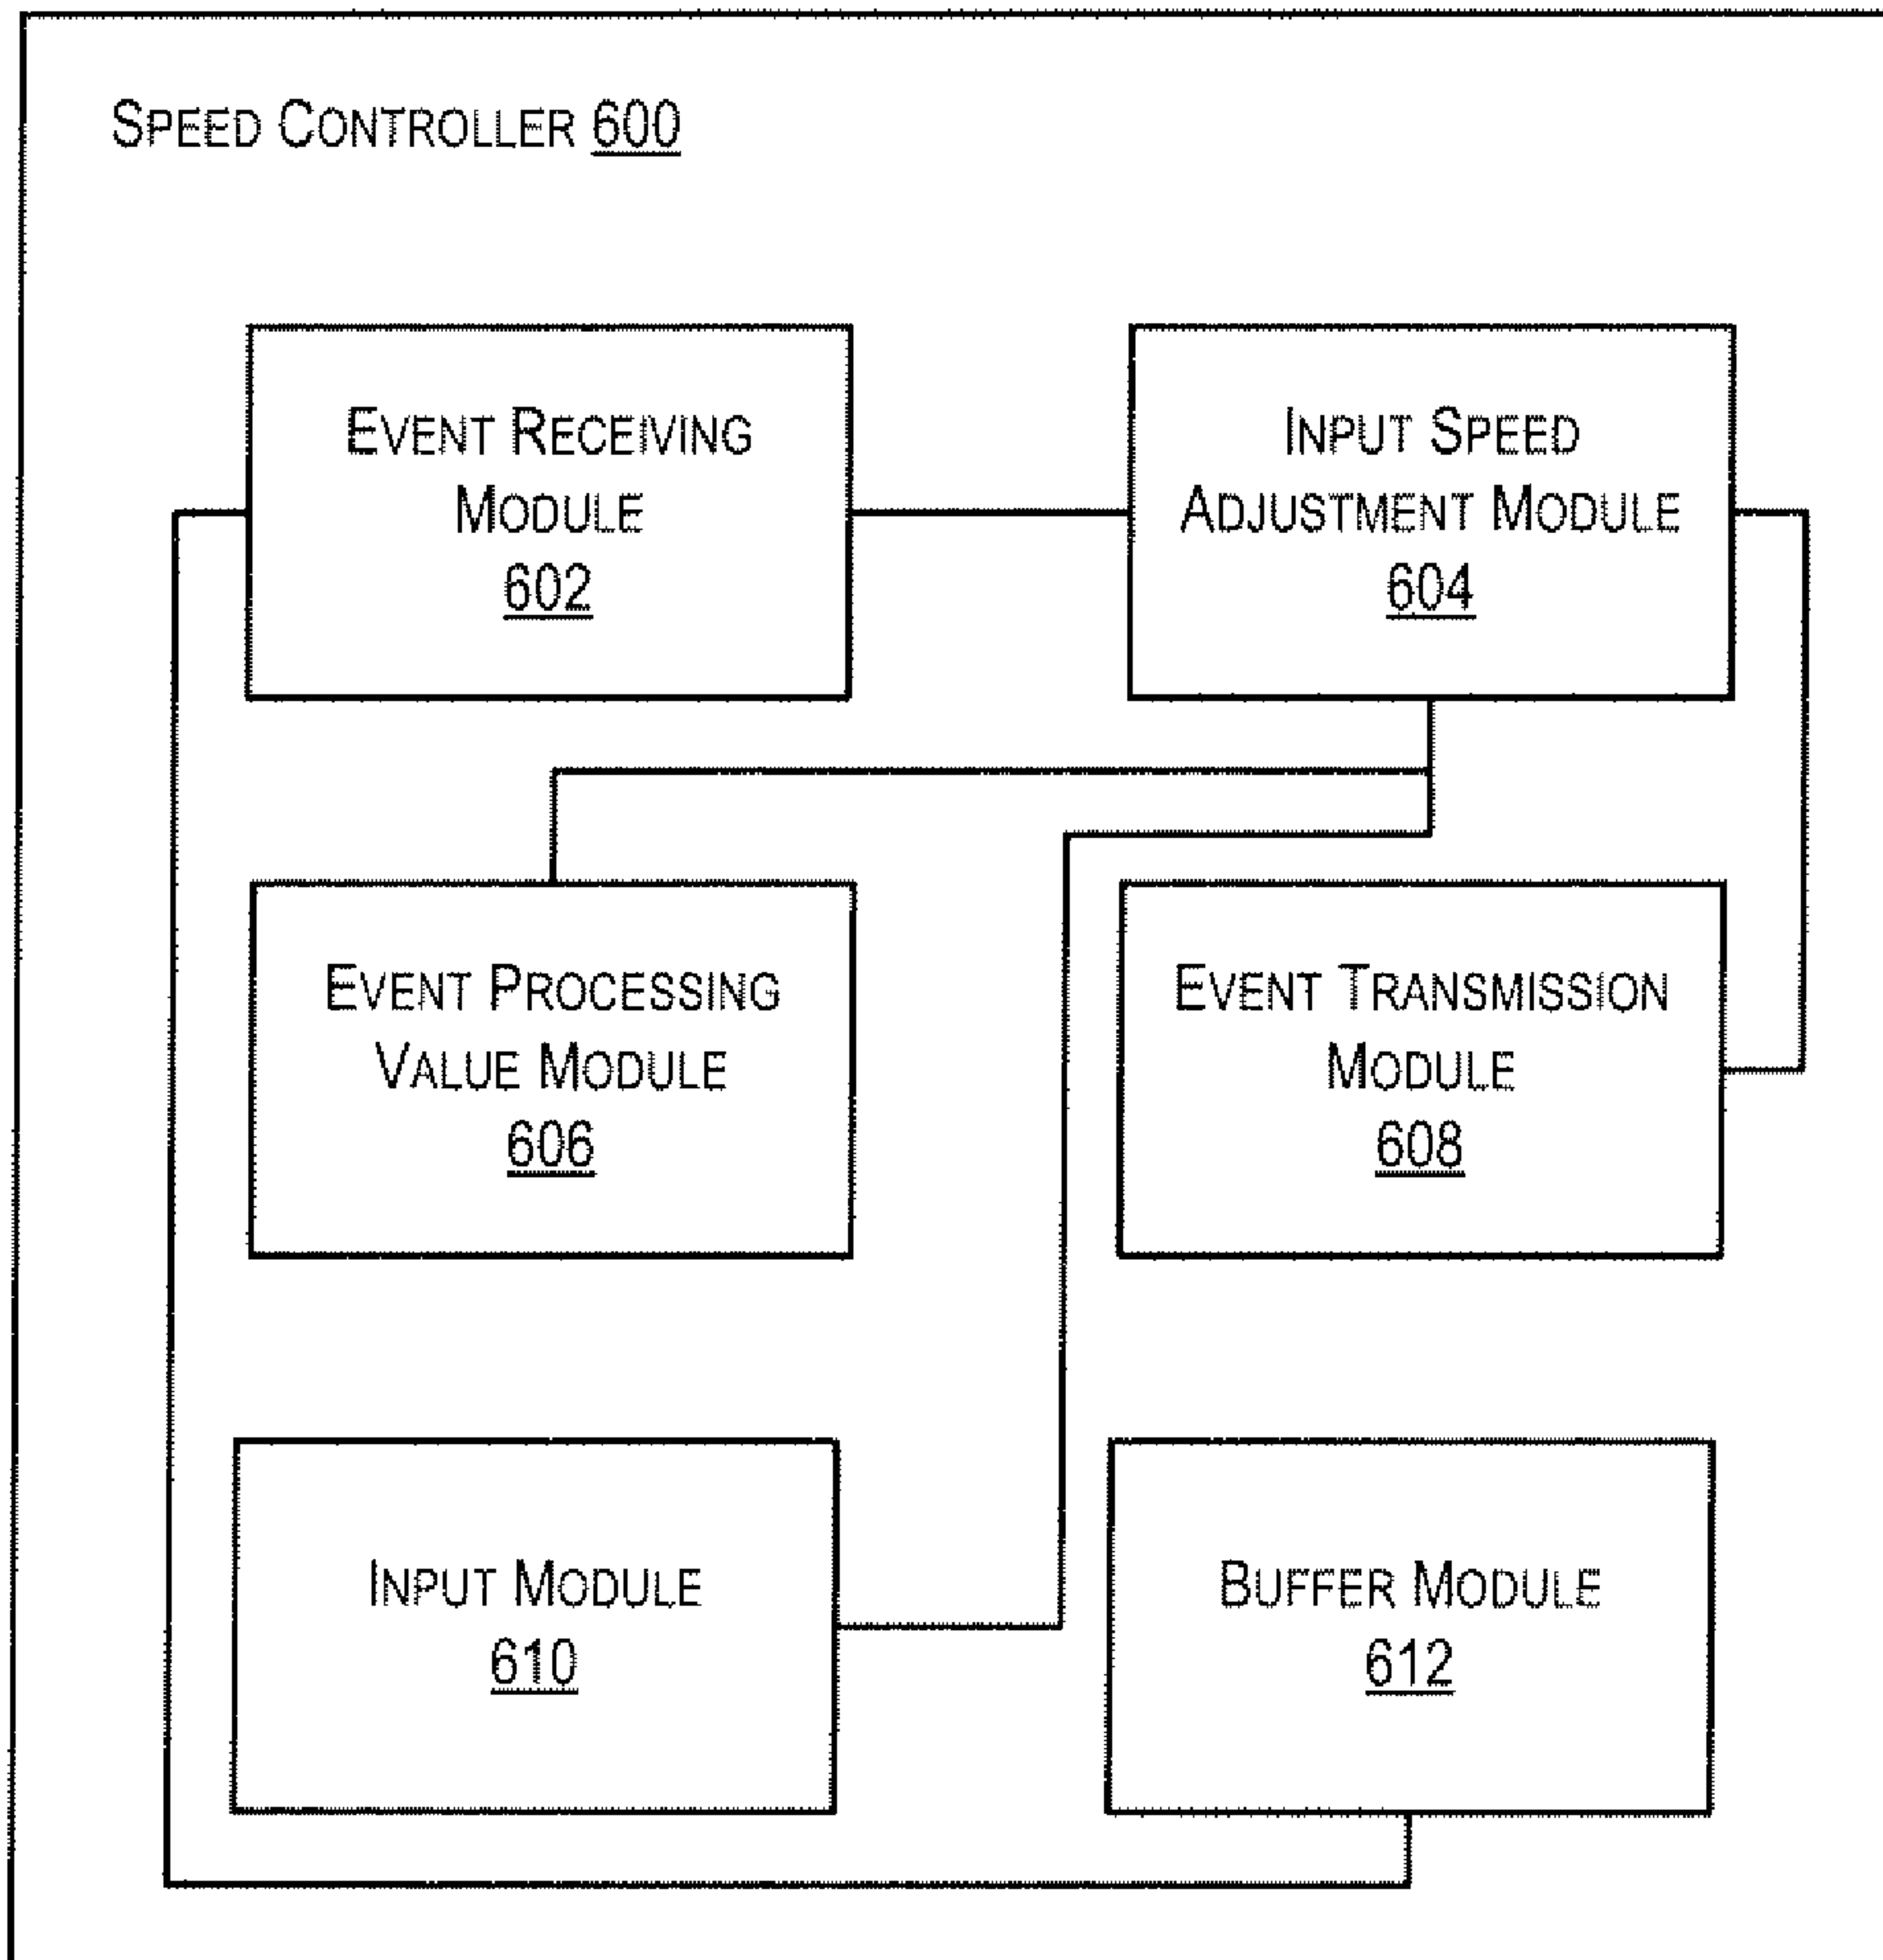 SPEED CONTROLLER 600
EVENT RECEIVING
MODULE
602
INPUT SPEED
ADJUSTMENT MODULE
604
EVENT PROCESSING
VALUE MODULE
606
EVENT TRANSMISSION
MODULE
608
INPUT MODULE
610
BUFFER MODULE
612